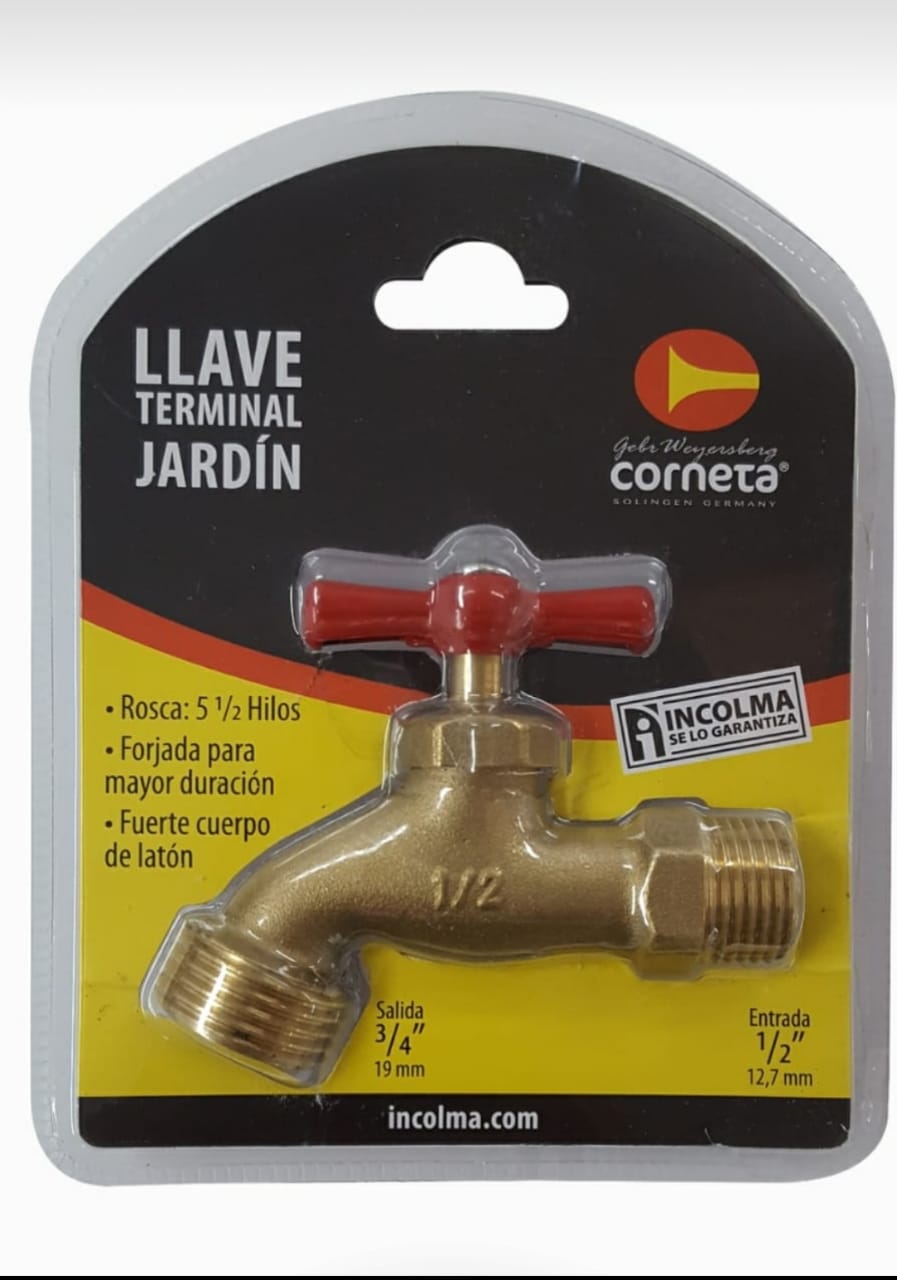 LLAVE
TERMINAL
JARDÍN
Gebr Weyersberg
corneta®
SOLINGEN GERMANY
• Rosca: 5 1/2 Hilos
• Forjada para
mayor duración
• Fuerte cuerpo
de latón
INCOLMA
SE LO GARANTIZA
1/2
Salida
3/4"
19 mm
Entrada
1/2"
12,7 mm
incolma.com